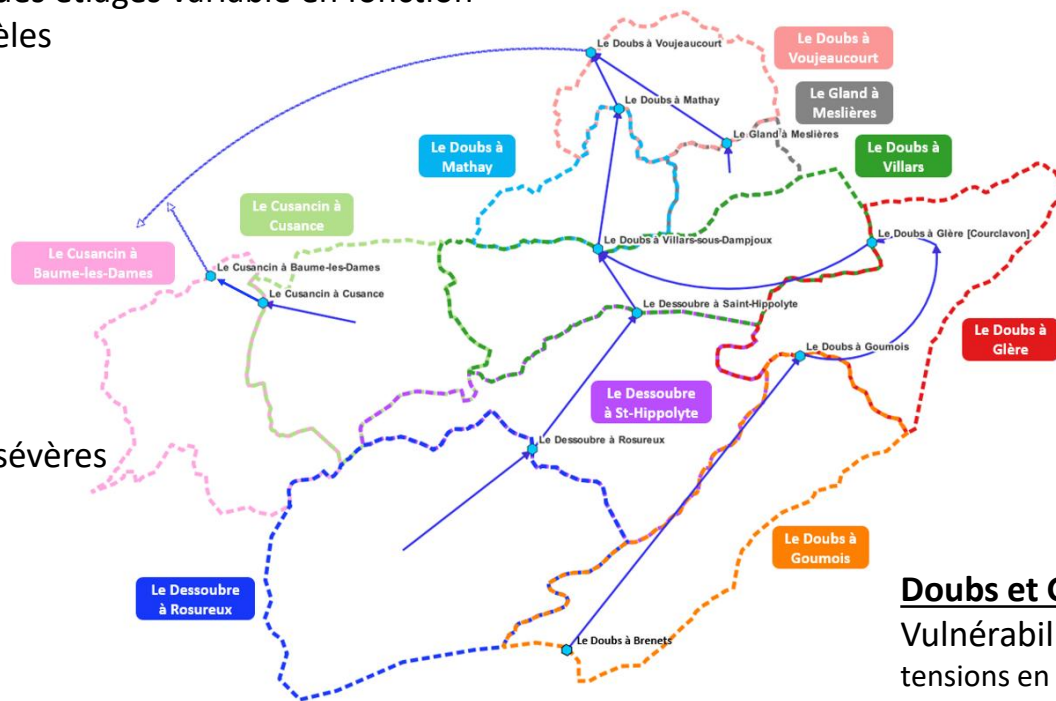 des étiages variable en fonction
èles
Le Doubs à Voujeaucourt
Le Doubs à
Voujeaucourt
Le Doubs à Mathay
Le Gland à
Meslières
Le Gland à Meslières
Le Doubs à
Mathay
Le Doubs à
Villars
Le Cusancin à
Cusance
Le Doubs à Villars-sous-Dampjoux
Le Doubs à Glère [Courclavon]
Le Cusancin à
Baume-les-Dames
Le Cusancin à Baume-les-Dames
Le Cusancin à Cusance
Le Dessoubre à Saint-Hippolyte
Le Doubs à
Glère
Le Doubs à Goumois
Le Dessoubre
à St-Hippolyte
Le Dessoubre à Rosureux
sévères
Le Doubs à
Goumois
Le Dessoubre
à Rosureux
Le Doubs à Brenets
Doubs et
Vulnérabil
tensions en